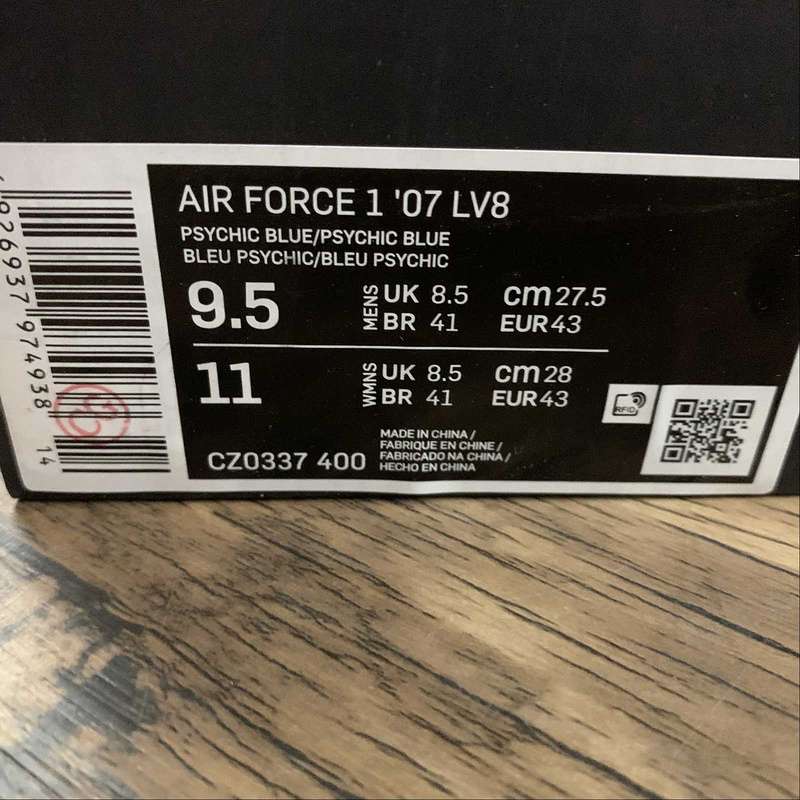 AIR FORCE 1 '07 LV8
PSYCHIC BLUE/PSYCHIC BLUE
BLEU PSYCHIC/BLEU PSYCHIC
9.5 MENS UK 8.5 cm 27.5
BR 41 EUR 43
11 WMNS UK 8.5 cm 28
BR 41 EUR 43
RFID
CZ0337 400
MADE IN CHINA /
FABRIQUE EN CHINE /
FABRICADO NA CHINA /
HECHO EN CHINA
926937 974938 14